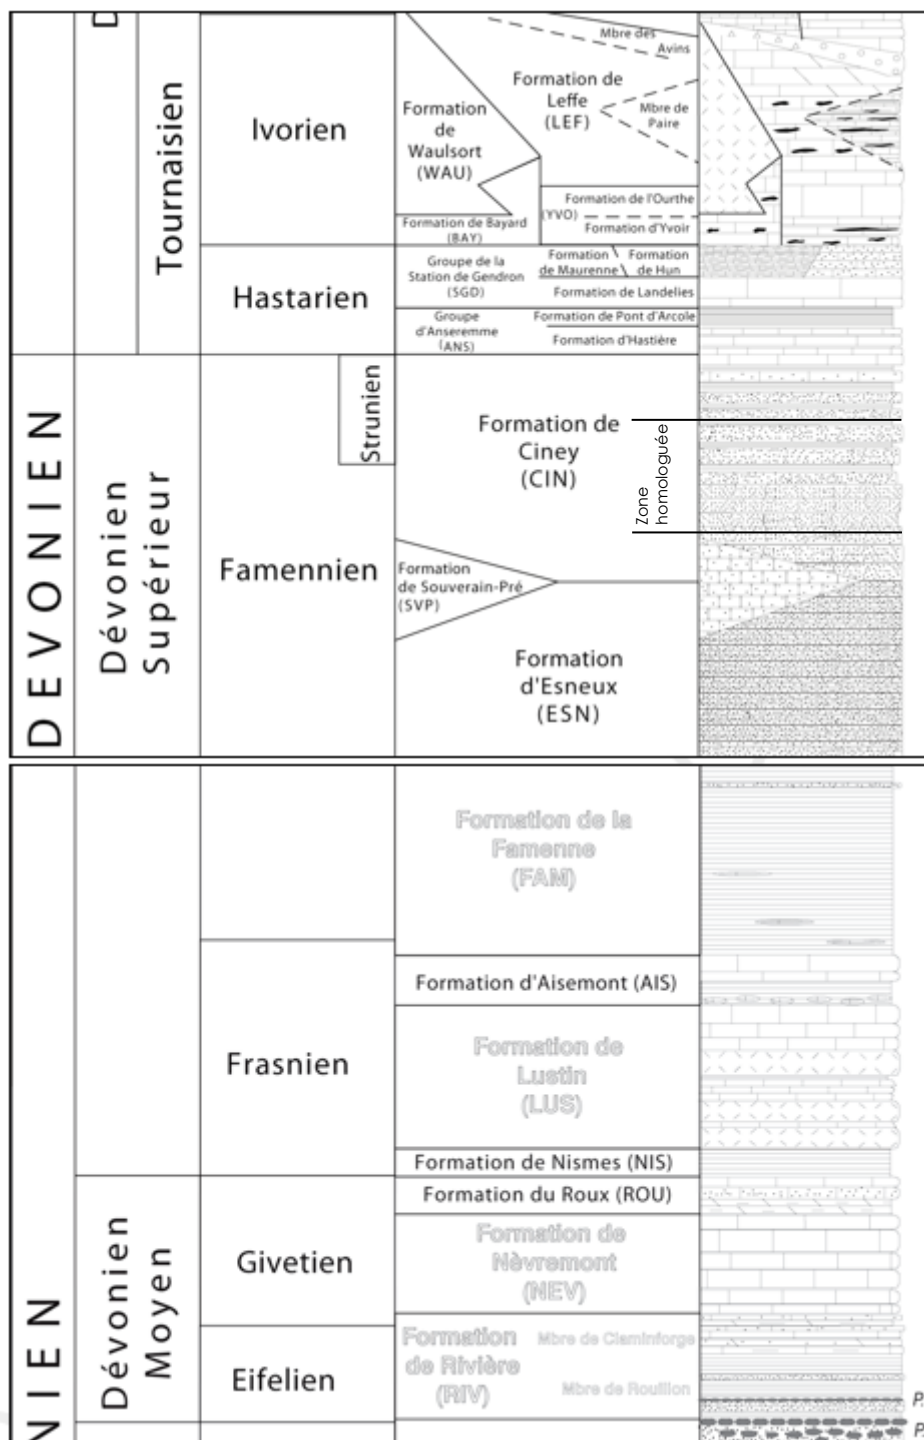 D
Tournaisien
Ivorien
Formation
de
Waulsort
(WAU)
Mbre des
Avins
Formation de
Leffe
(LEF)
Mbre de
Paire
Formation de l'Ourthe
(YVO)
Formation d'Yvoir
Formation de Bayard
(BAY)
Hastarien
Groupe de la
Station de Gendron
(SGD)
Formation
de Maurenne
Formation
de Hun
Formation de Landelies
Groupe
d'Anseremme
(ANS)
Formation de Pont d'Arcole
Formation d'Hastière
DEVONIEN
Dévonien
Supérieur
Famennien
Strunien
Formation de
Ciney
(CIN)
Zone
homologuée
Formation
de Souverain-Pré
(SVP)
Formation
d'Esneux
(ESN)
Formation de la
Famenne
(FAM)
Frasnien
Formation d'Aisemont (AIS)
Formation de
Lustin
(LUS)
Formation de Nismes (NIS)
NIEN
Dévonien
Moyen
Givetien
Formation du Roux (ROU)
Formation de
Nèvremont
(NEV)
Eifelien
Formation
de Rivière
(RIV)
Mbre de Claminforge
Mbre de Rouillon
P.
P.